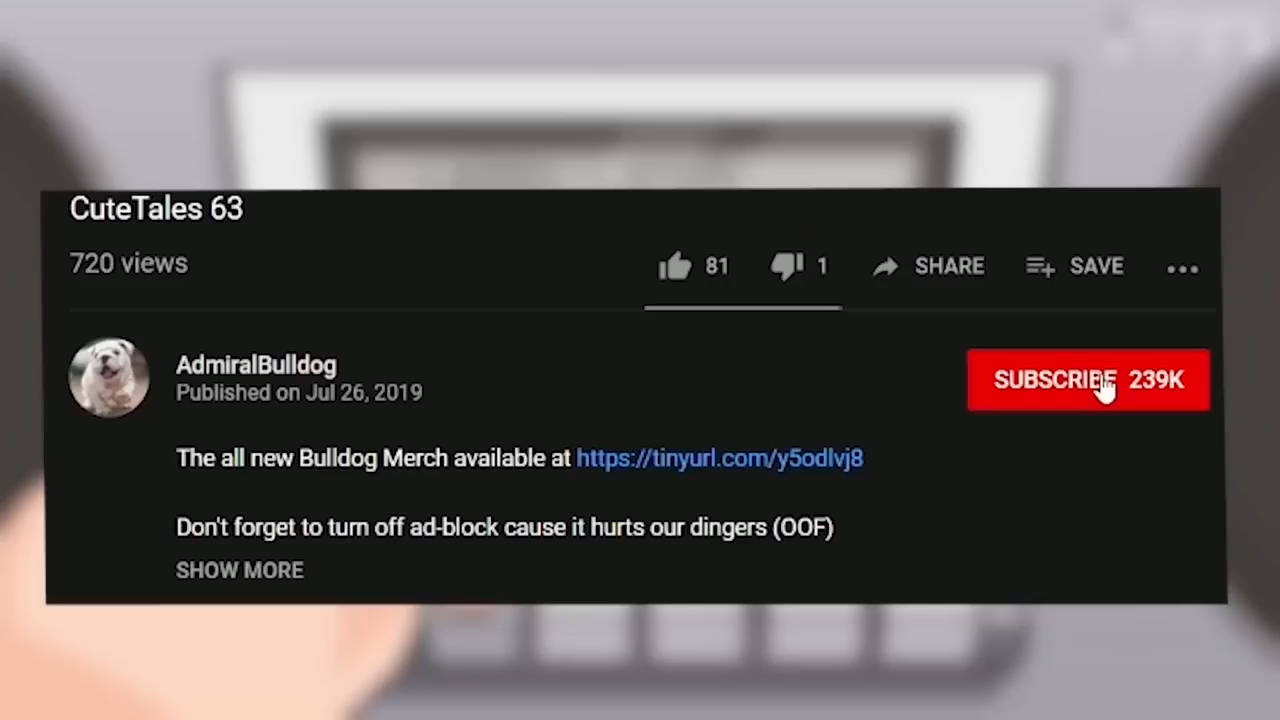 CuteTales 63
720 views
81
1
SHARE
SAVE
AdmiralBulldog
Published on Jul 26, 2019
SUBSCRIBE 239K
The all new Bulldog Merch available at https://tinyurl.com/y5odlvj8
Don't forget to turn off ad-block cause it hurts our dingers (OOF)
SHOW MORE